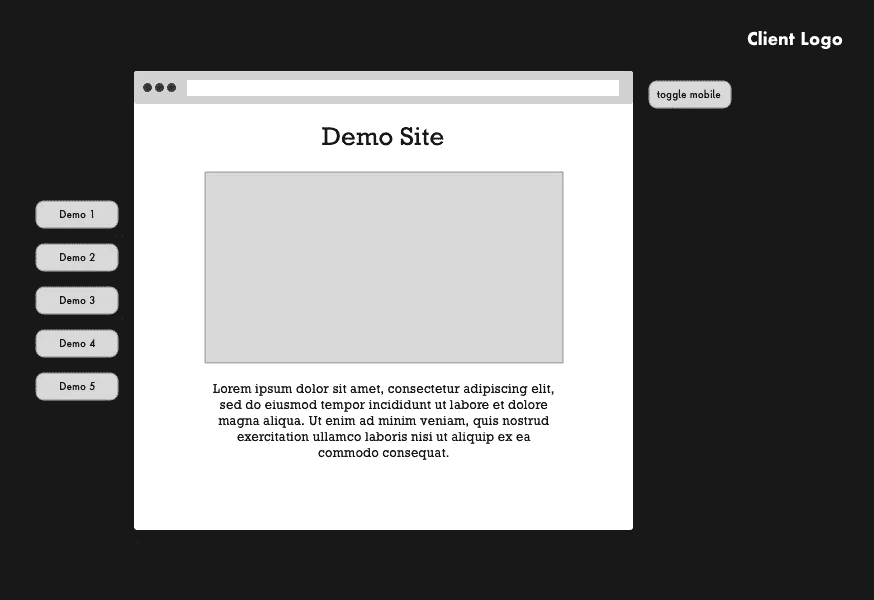 Client Logo
toggle mobile
Demo Site
Demo 1
Demo 2
Demo 3
Demo 4
Demo 5
Lorem ipsum dolor sit amet, consectetur adipiscing elit,
sed do eiusmod tempor incididunt ut labore et dolore
magna aliqua. Ut enim ad minim veniam, quis nostrud
exercitation ullamco laboris nisi ut aliquip ex ea
commodo consequat.